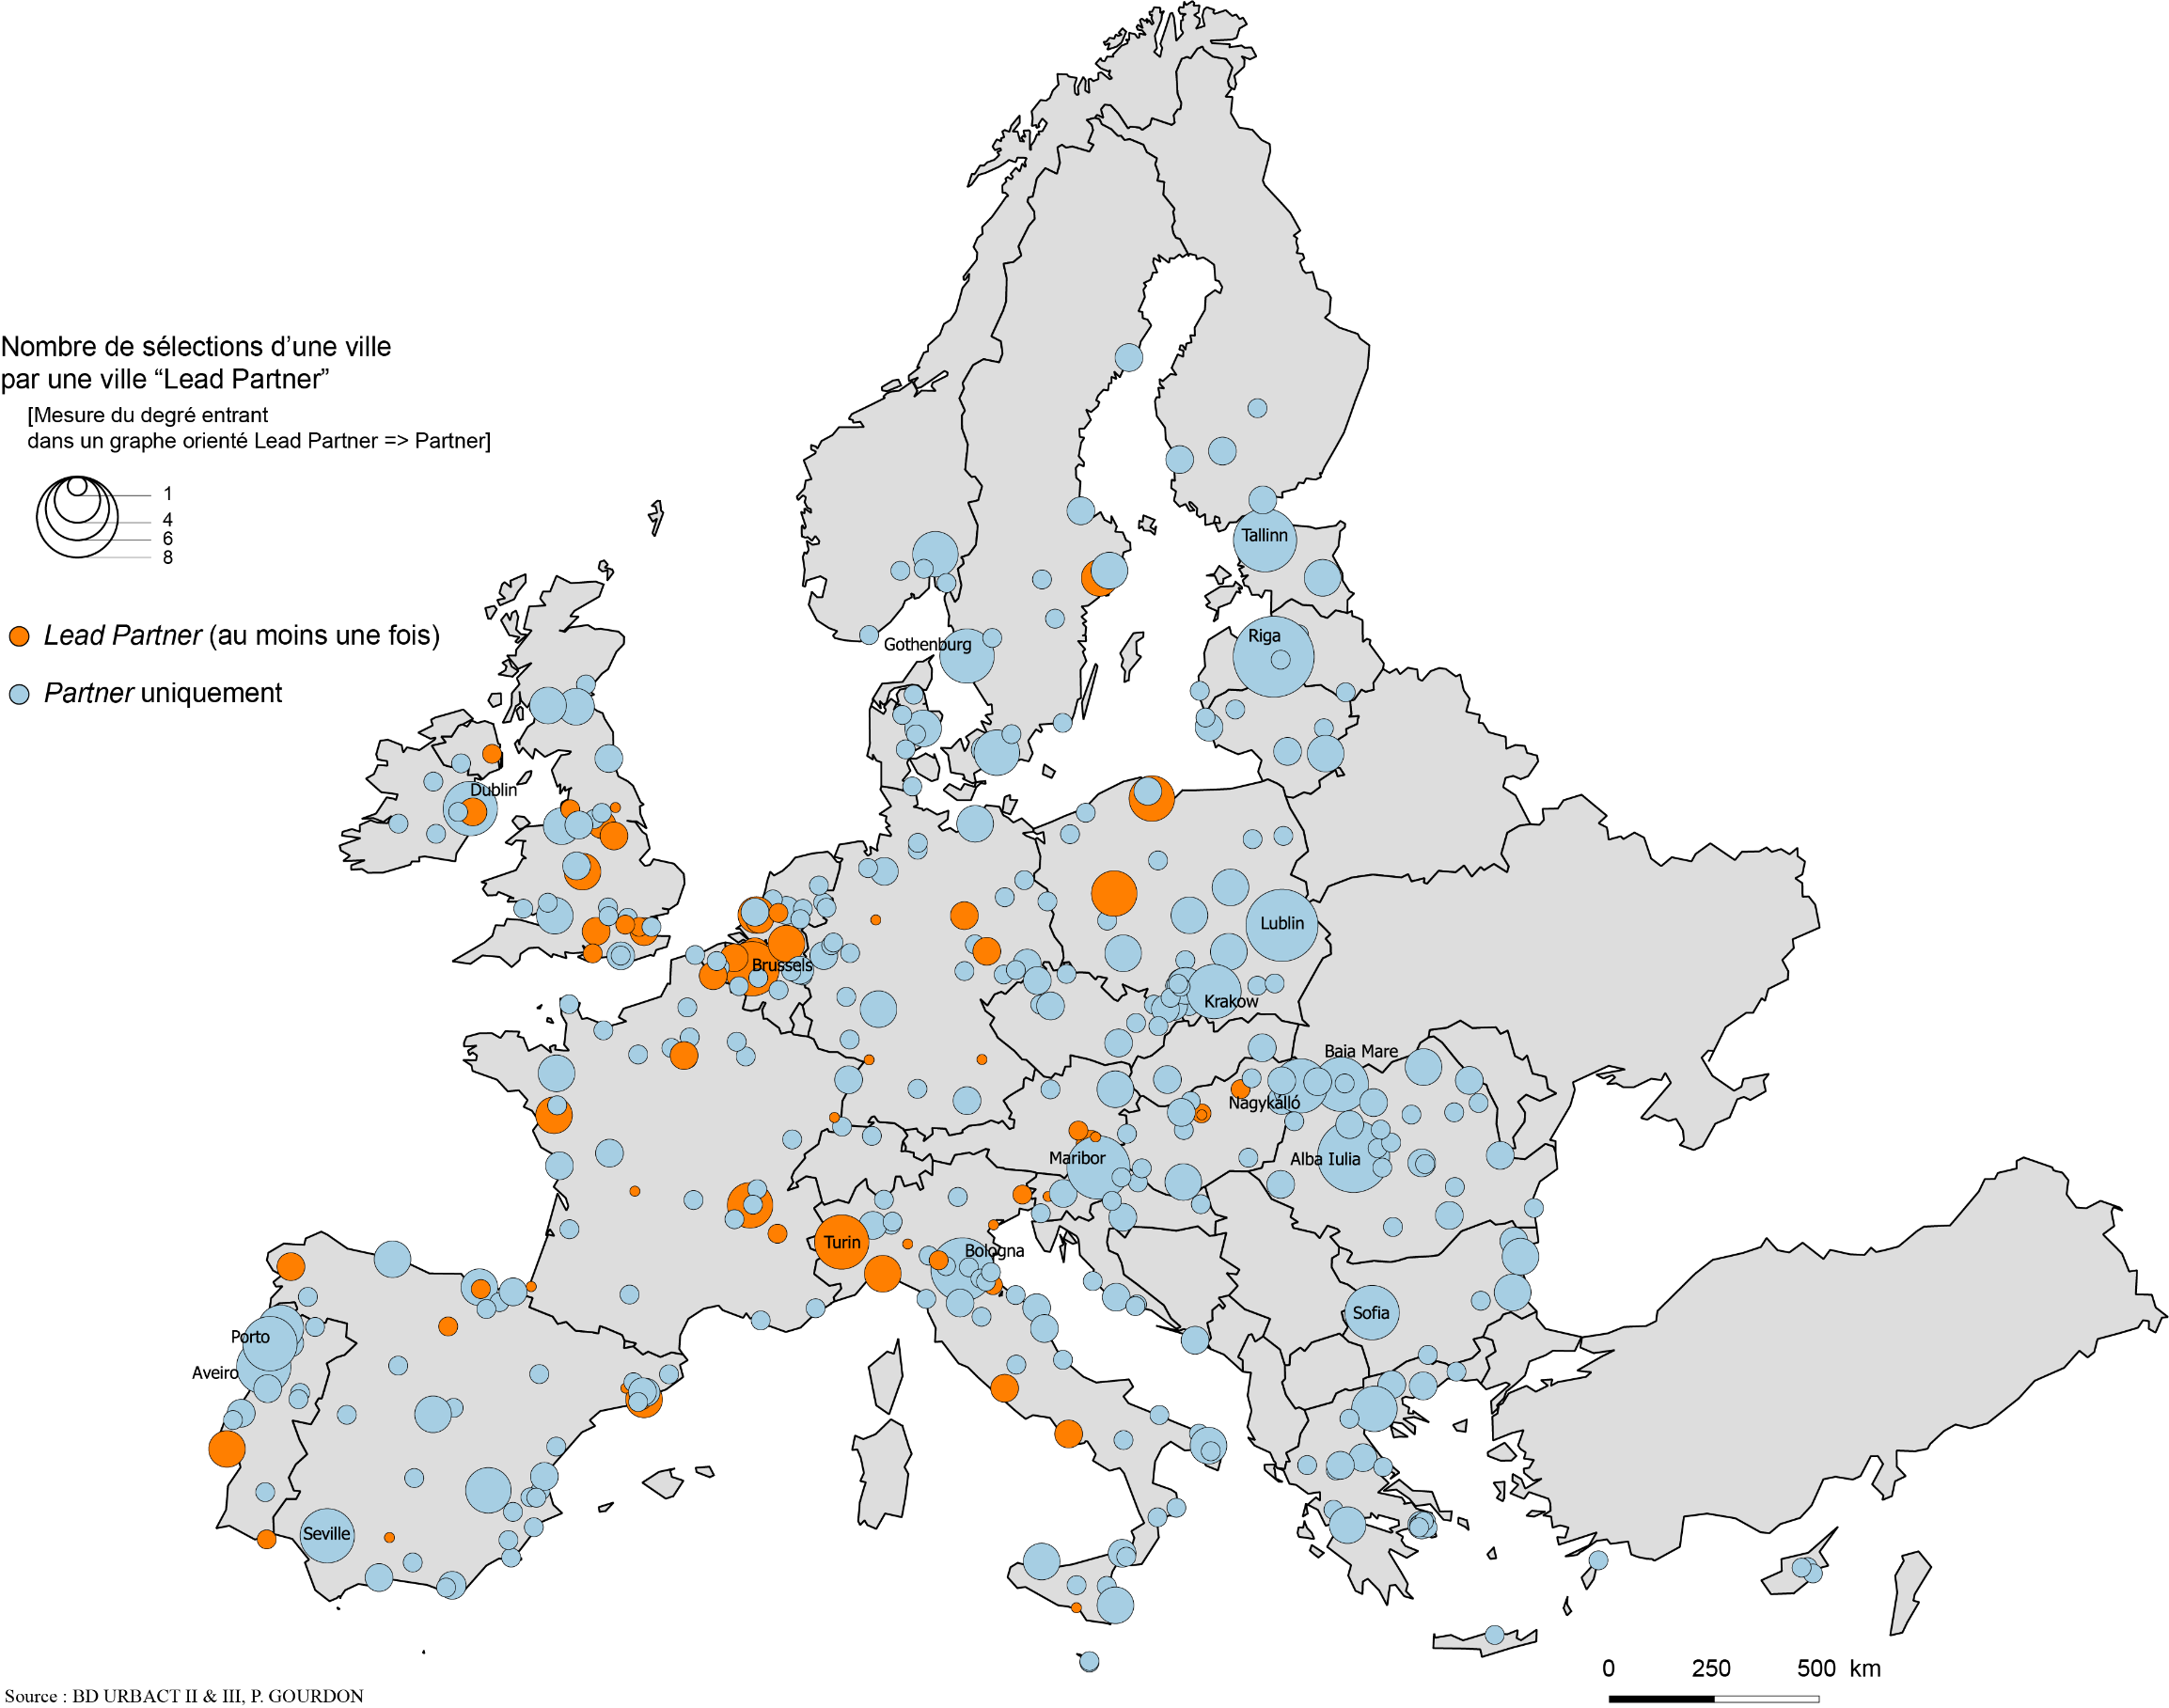 Nombre de sélections d’une ville
par une ville “Lead Partner”
[Mesure du degré entrant
dans un graphe orienté Lead Partner => Partner]
1
4
6
8
Lead Partner (au moins une fois)
Partner uniquement
Tallinn
Riga
Gothenburg
Dublin
Lublin
Brussels
Krakow
Baia Mare
Nagykálló
Maribor
Alba Iulia
Turin
Bologna
Sofia
Porto
Aveiro
Seville
0 250 500 km
Source : BD URBACT II & III, P. GOURDON